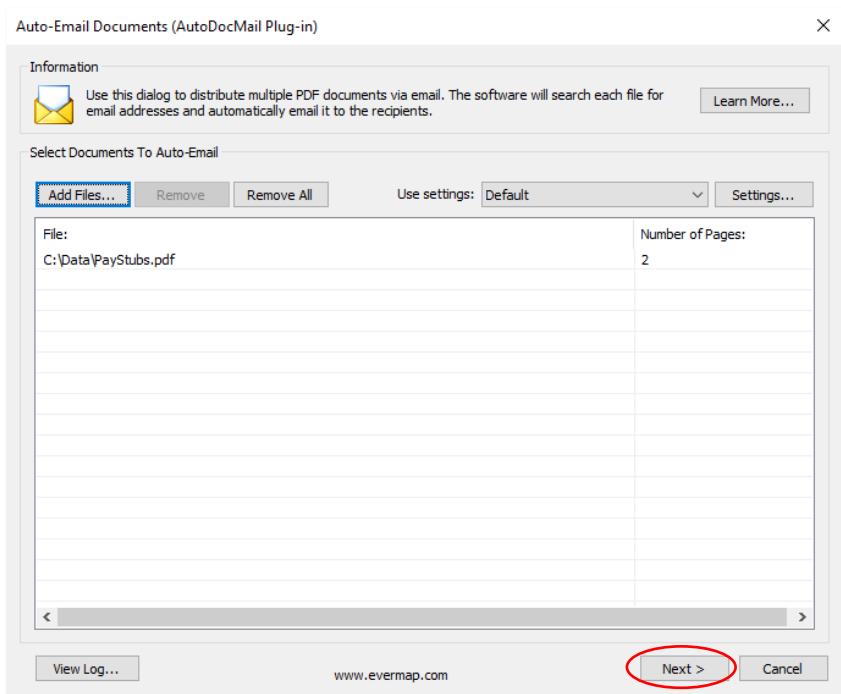 Auto-Email Documents (AutoDocMail Plug-in)
Information
Use this dialog to distribute multiple PDF documents via email. The software will search each file for
email addresses and automatically email it to the recipients.
Learn More...
Select Documents To Auto-Email
Add Files... Remove Remove All Use settings: Default Settings...
File: Number of Pages:
C:\Data\PayStubs.pdf 2
View Log... www.evermap.com Next > Cancel